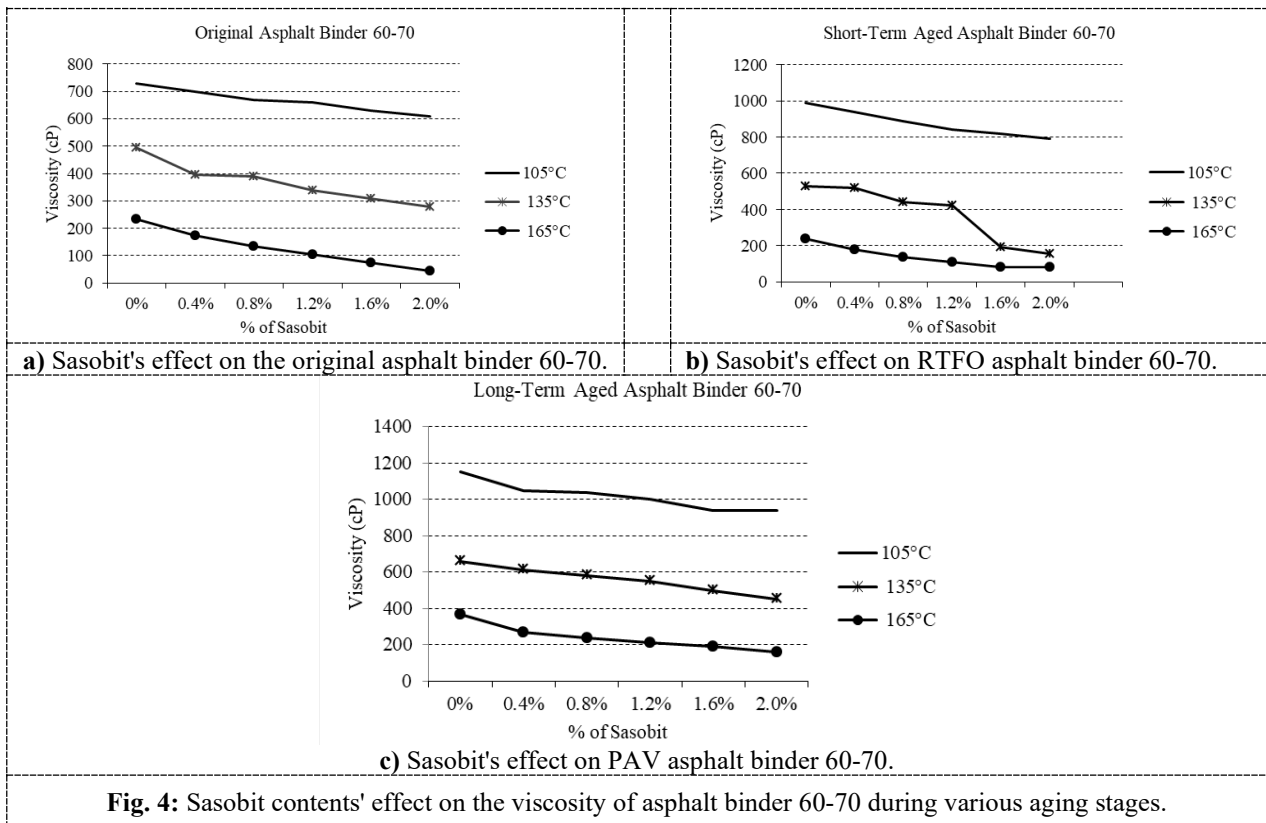 Original Asphalt Binder 60-70
800
700
600
500
400
300
200
100
0
Viscosity (cP)
0% 0.4% 0.8% 1.2% 1.6% 2.0%
% of Sasobit
105°C
135°C
165°C
a) Sasobit's effect on the original asphalt binder 60-70.
Short-Term Aged Asphalt Binder 60-70
1200
1000
800
600
400
200
0
Viscosity (cP)
0% 0.4% 0.8% 1.2% 1.6% 2.0%
% of Sasobit
105°C
135°C
165°C
b) Sasobit's effect on RTFO asphalt binder 60-70.
Long-Term Aged Asphalt Binder 60-70
1400
1200
1000
800
600
400
200
0
Viscosity (cP)
0% 0.4% 0.8% 1.2% 1.6% 2.0%
% of Sasobit
105°C
135°C
165°C
c) Sasobit's effect on PAV asphalt binder 60-70.
Fig. 4: Sasobit contents' effect on the viscosity of asphalt binder 60-70 during various aging stages.